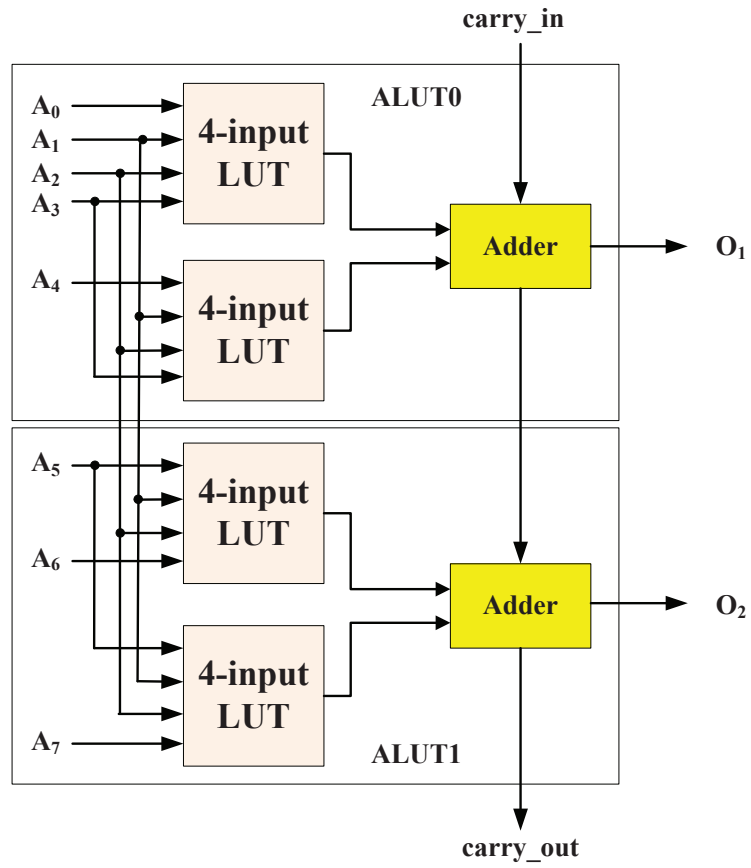 carry_in
ALUT0
A₀
A₁
A₂
A₃
4-input
LUT
Adder
O₁
A₄
4-input
LUT
A₅
4-input
LUT
A₆
Adder
O₂
4-input
LUT
A₇
ALUT1
carry_out